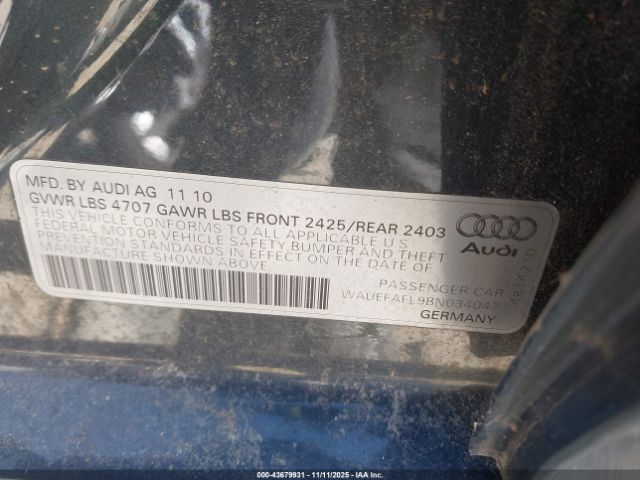 MFD. BY AUDI AG 11 10
GVWR LBS 4707 GAWR LBS FRONT 2425/REAR 2403
THIS VEHICLE CONFORMS TO ALL APPLICABLE U S
FEDERAL MOTOR VEHICLE SAFETY BUMPER AND THEFT
PREVENTION STANDARDS IN EFFECT ON THE DATE OF
MANUFACTURE SHOWN ABOVE
Audi
PASSENGER CAR
WAUEFAFL9BN034047
GERMANY
000-43679931 - 11/11/2025 - IAA Inc.